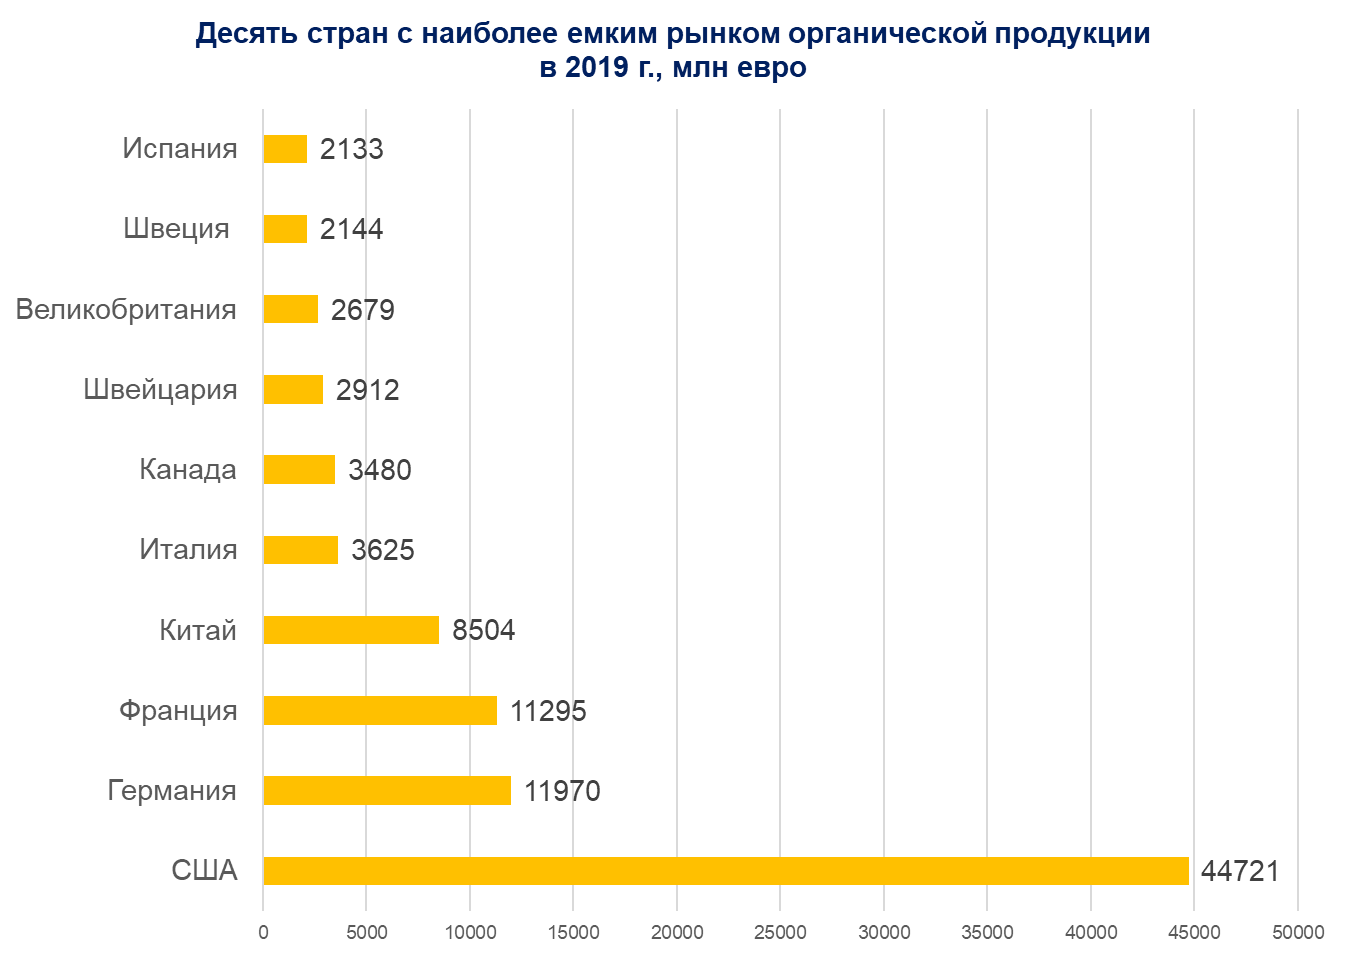 Десять стран с наиболее емким рынком органической продукции
в 2019 г., млн евро
Испания 2133
Швеция 2144
Великобритания 2679
Швейцария 2912
Канада 3480
Италия 3625
Китай 8504
Франция 11295
Германия 11970
США 44721
0 5000 10000 15000 20000 25000 30000 35000 40000 45000 50000